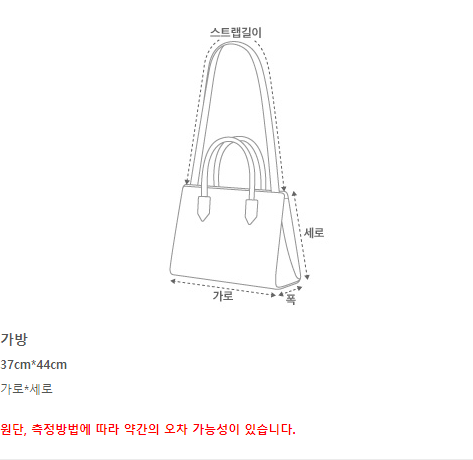 스트랩길이
세로
가로
폭
가방
37cm*44cm
가로*세로
원단, 측정방법에 따라 약간의 오차 가능성이 있습니다.